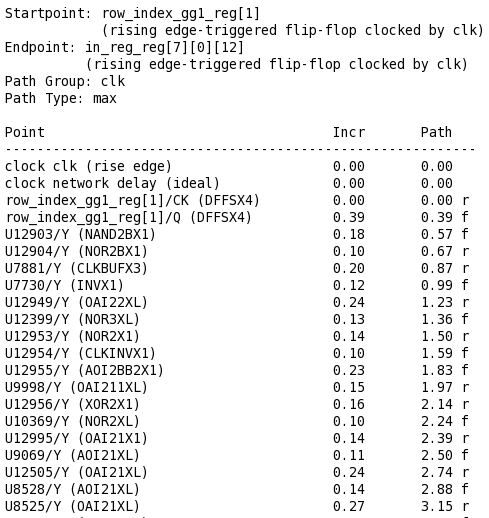 Startpoint: row_index_gg1_reg[1]
(rising edge-triggered flip-flop clocked by clk)
Endpoint: in_reg_reg[7][0][12]
(rising edge-triggered flip-flop clocked by clk)
Path Group: clk
Path Type: max
Point Incr Path
-----------------------------------------------------------
clock clk (rise edge) 0.00 0.00
clock network delay (ideal) 0.00 0.00
row_index_gg1_reg[1]/CK (DFFSX4) 0.00 0.00 r
row_index_gg1_reg[1]/Q (DFFSX4) 0.39 0.39 f
U12903/Y (NAND2BX1) 0.18 0.57 f
U12904/Y (NOR2BX1) 0.10 0.67 r
U7881/Y (CLKBUFX3) 0.20 0.87 r
U7730/Y (INVX1) 0.12 0.99 f
U12949/Y (OAI22XL) 0.24 1.23 r
U12399/Y (NOR3XL) 0.13 1.36 f
U12953/Y (NOR2X1) 0.14 1.50 r
U12954/Y (CLKINVX1) 0.10 1.59 f
U12955/Y (AOI2BB2X1) 0.23 1.83 f
U9998/Y (OAI211XL) 0.15 1.97 r
U12956/Y (XOR2X1) 0.16 2.14 r
U10369/Y (NOR2XL) 0.10 2.24 f
U12995/Y (OAI21X1) 0.14 2.39 r
U9069/Y (AOI21XL) 0.11 2.50 f
U12505/Y (OAI21XL) 0.24 2.74 r
U8528/Y (AOI21XL) 0.14 2.88 f
U8525/Y (OAI21XL) 0.27 3.15 r